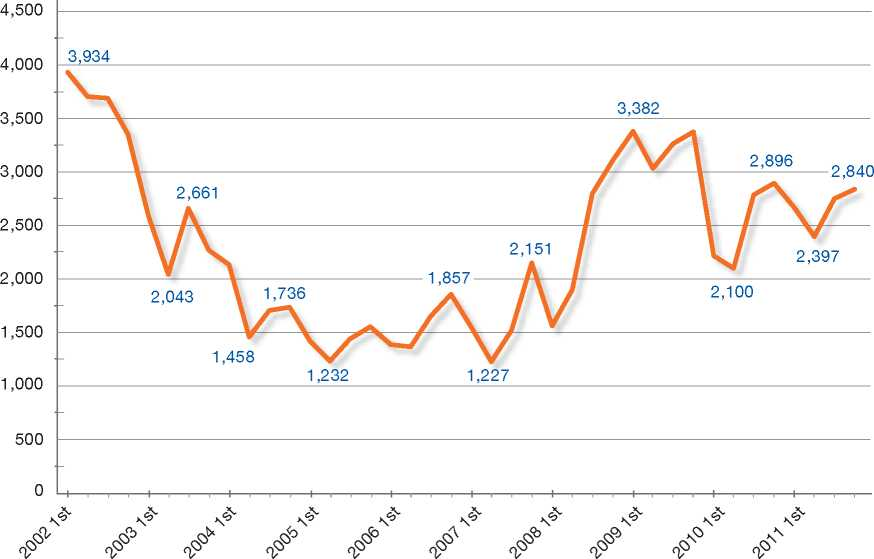 4,500
4,000
3,500
3,000
2,500
2,000
1,500
1,000
500
0
3,934
2,043
2,661
1,458
1,736
1,232
1,857
1,227
2,151
3,382
2,100
2,896
2,397
2,840
2002 1st
2003 1st
2004 1st
2005 1st
2006 1st
2007 1st
2008 1st
2009 1st
2010 1st
2011 1st